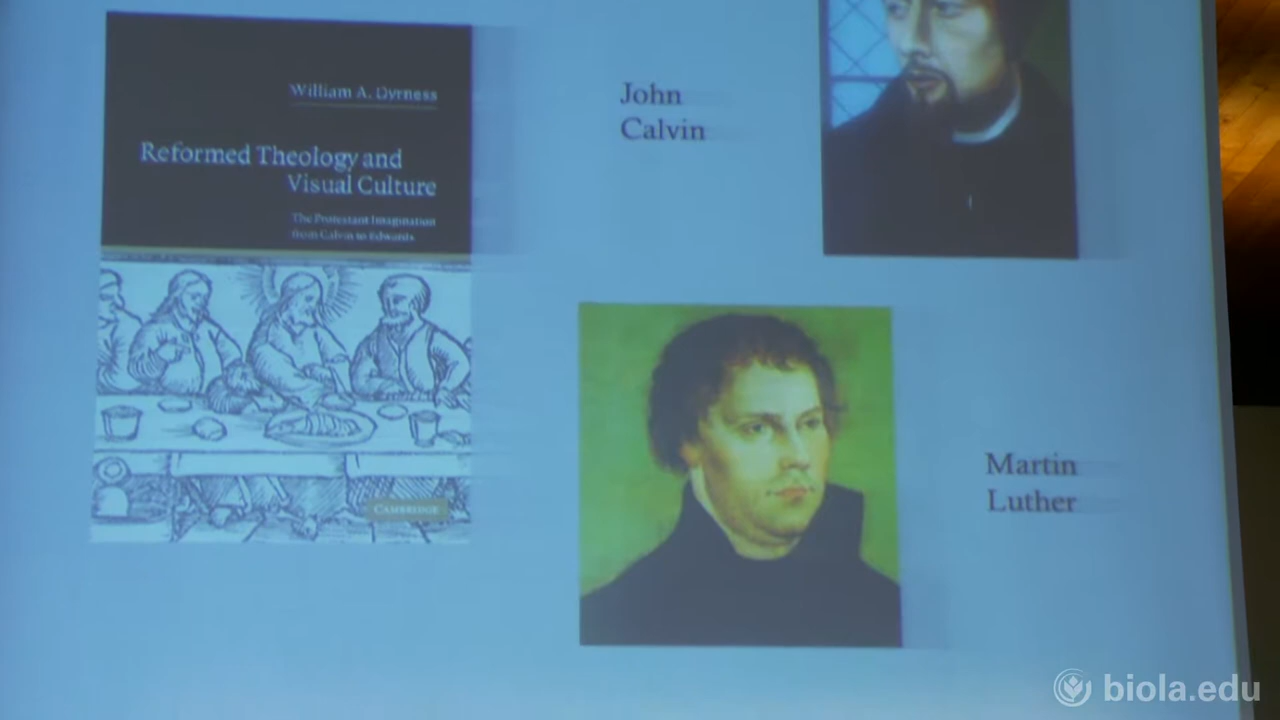 William A. Dyrness
Reformed Theology and
Visual Culture
The Protestant Imagination
from Calvin to Edwards
CAMBRIDGE
John
Calvin
Martin
Luther
biola.edu